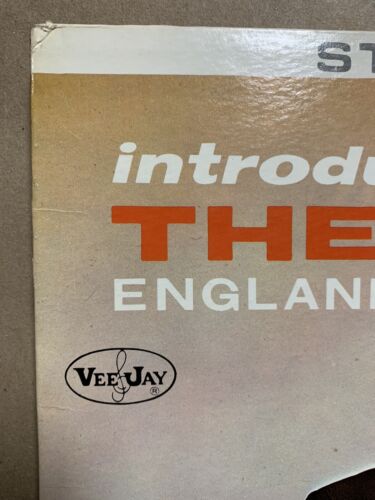 ST
introdu
THE
ENGLAN
VEE JAY
®